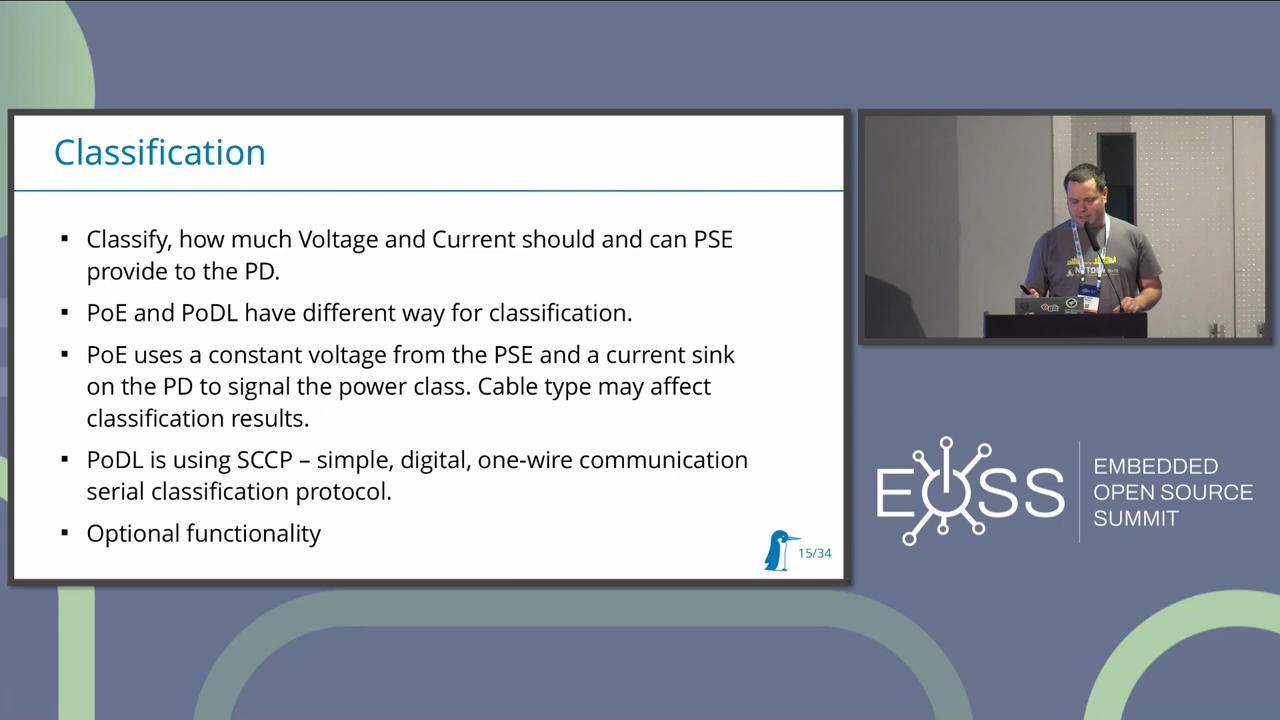 Classification
▪ Classify, how much Voltage and Current should and can PSE
provide to the PD.
▪ PoE and PoDL have different way for classification.
▪ PoE uses a constant voltage from the PSE and a current sink
on the PD to signal the power class. Cable type may affect
classification results.
▪ PoDL is using SCCP – simple, digital, one-wire communication
serial classification protocol.
▪ Optional functionality
15/34
EOSS
EMBEDDED
OPEN SOURCE
SUMMIT